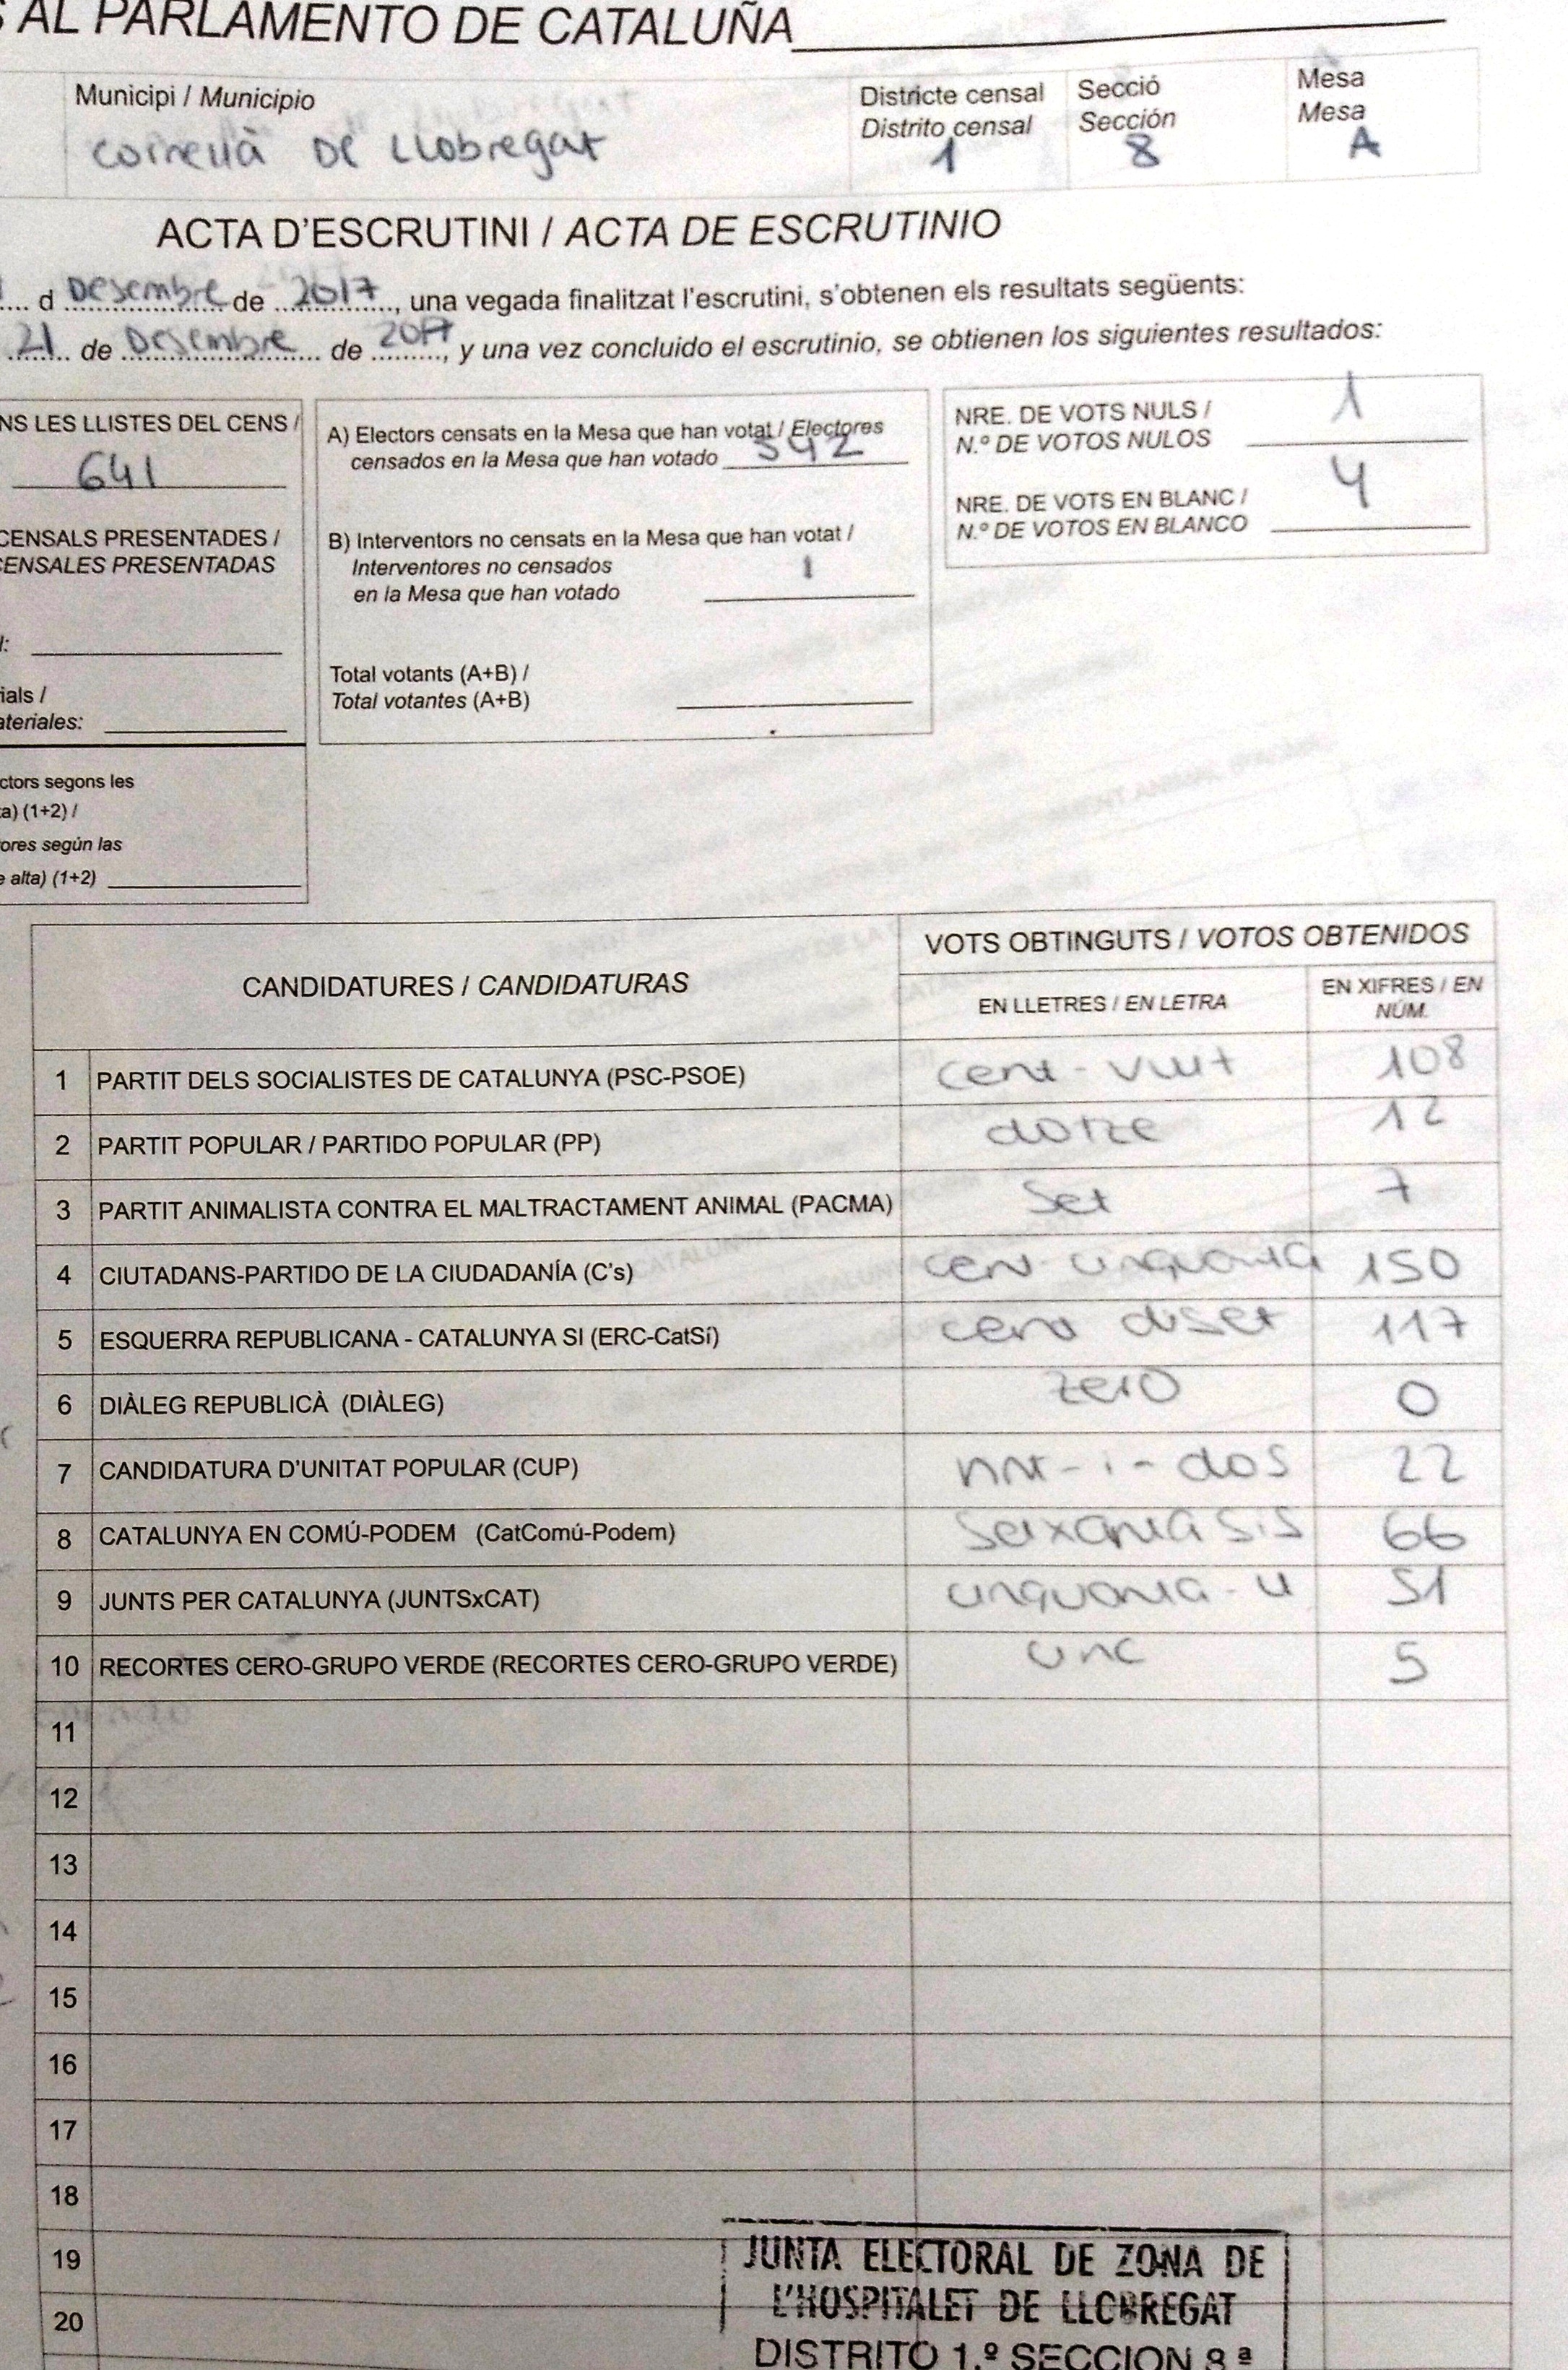 S AL PARLAMENTO DE CATALUÑA
Municipi / Municipio
Cornellà De Llobregat
Districte censal
Distrito censal
1
Secció
Sección
8
Mesa
Mesa
A
ACTA D'ESCRUTINI / ACTA DE ESCRUTINIO
d Desembre de 2017, una vegada finalitzat l'escrutini, s'obtenen els resultats següents:
21 de Desembre de 2017, y una vez concluido el escrutinio, se obtienen los siguientes resultados:
NS LES LLISTES DEL CENS /
641
CENSALS PRESENTADES /
CENSALES PRESENTADAS
l:
ials /
ateriales:
ctors segons les
ta) (1+2) /
ores según las
e alta) (1+2)
A) Electors censats en la Mesa que han votat / Electores
censados en la Mesa que han votado 542
B) Interventors no censats en la Mesa que han votat /
Interventores no censados
en la Mesa que han votado 1
Total votants (A+B) /
Total votantes (A+B)
NRE. DE VOTS NULS /
N.º DE VOTOS NULOS 1
NRE. DE VOTS EN BLANC /
N.º DE VOTOS EN BLANCO 4
CANDIDATURES / CANDIDATURAS
VOTS OBTINGUTS / VOTOS OBTENIDOS
EN LLETRES / EN LETRA
EN XIFRES / EN
NÚM.
1 PARTIT DELS SOCIALISTES DE CATALUNYA (PSC-PSOE) cent-vuit 108
2 PARTIT POPULAR / PARTIDO POPULAR (PP) dotze 12
3 PARTIT ANIMALISTA CONTRA EL MALTRACTAMENT ANIMAL (PACMA) Set 7
4 CIUTADANS-PARTIDO DE LA CIUDADANÍA (C's) cent cinquanta 150
5 ESQUERRA REPUBLICANA - CATALUNYA SI (ERC-CatSí) cent diset 117
6 DIÀLEG REPUBLICÀ (DIÀLEG) zero 0
7 CANDIDATURA D'UNITAT POPULAR (CUP) vint-i-dos 22
8 CATALUNYA EN COMÚ-PODEM (CatComú-Podem) Seixanta sis 66
9 JUNTS PER CATALUNYA (JUNTSxCAT) cinquanta-u 51
10 RECORTES CERO-GRUPO VERDE (RECORTES CERO-GRUPO VERDE) cinc 5
11
12
13
14
15
16
17
18
19
20
JUNTA ELECTORAL DE ZONA DE
L'HOSPITALET DE LLOBREGAT
DISTRITO 1.º SECCION 8ª